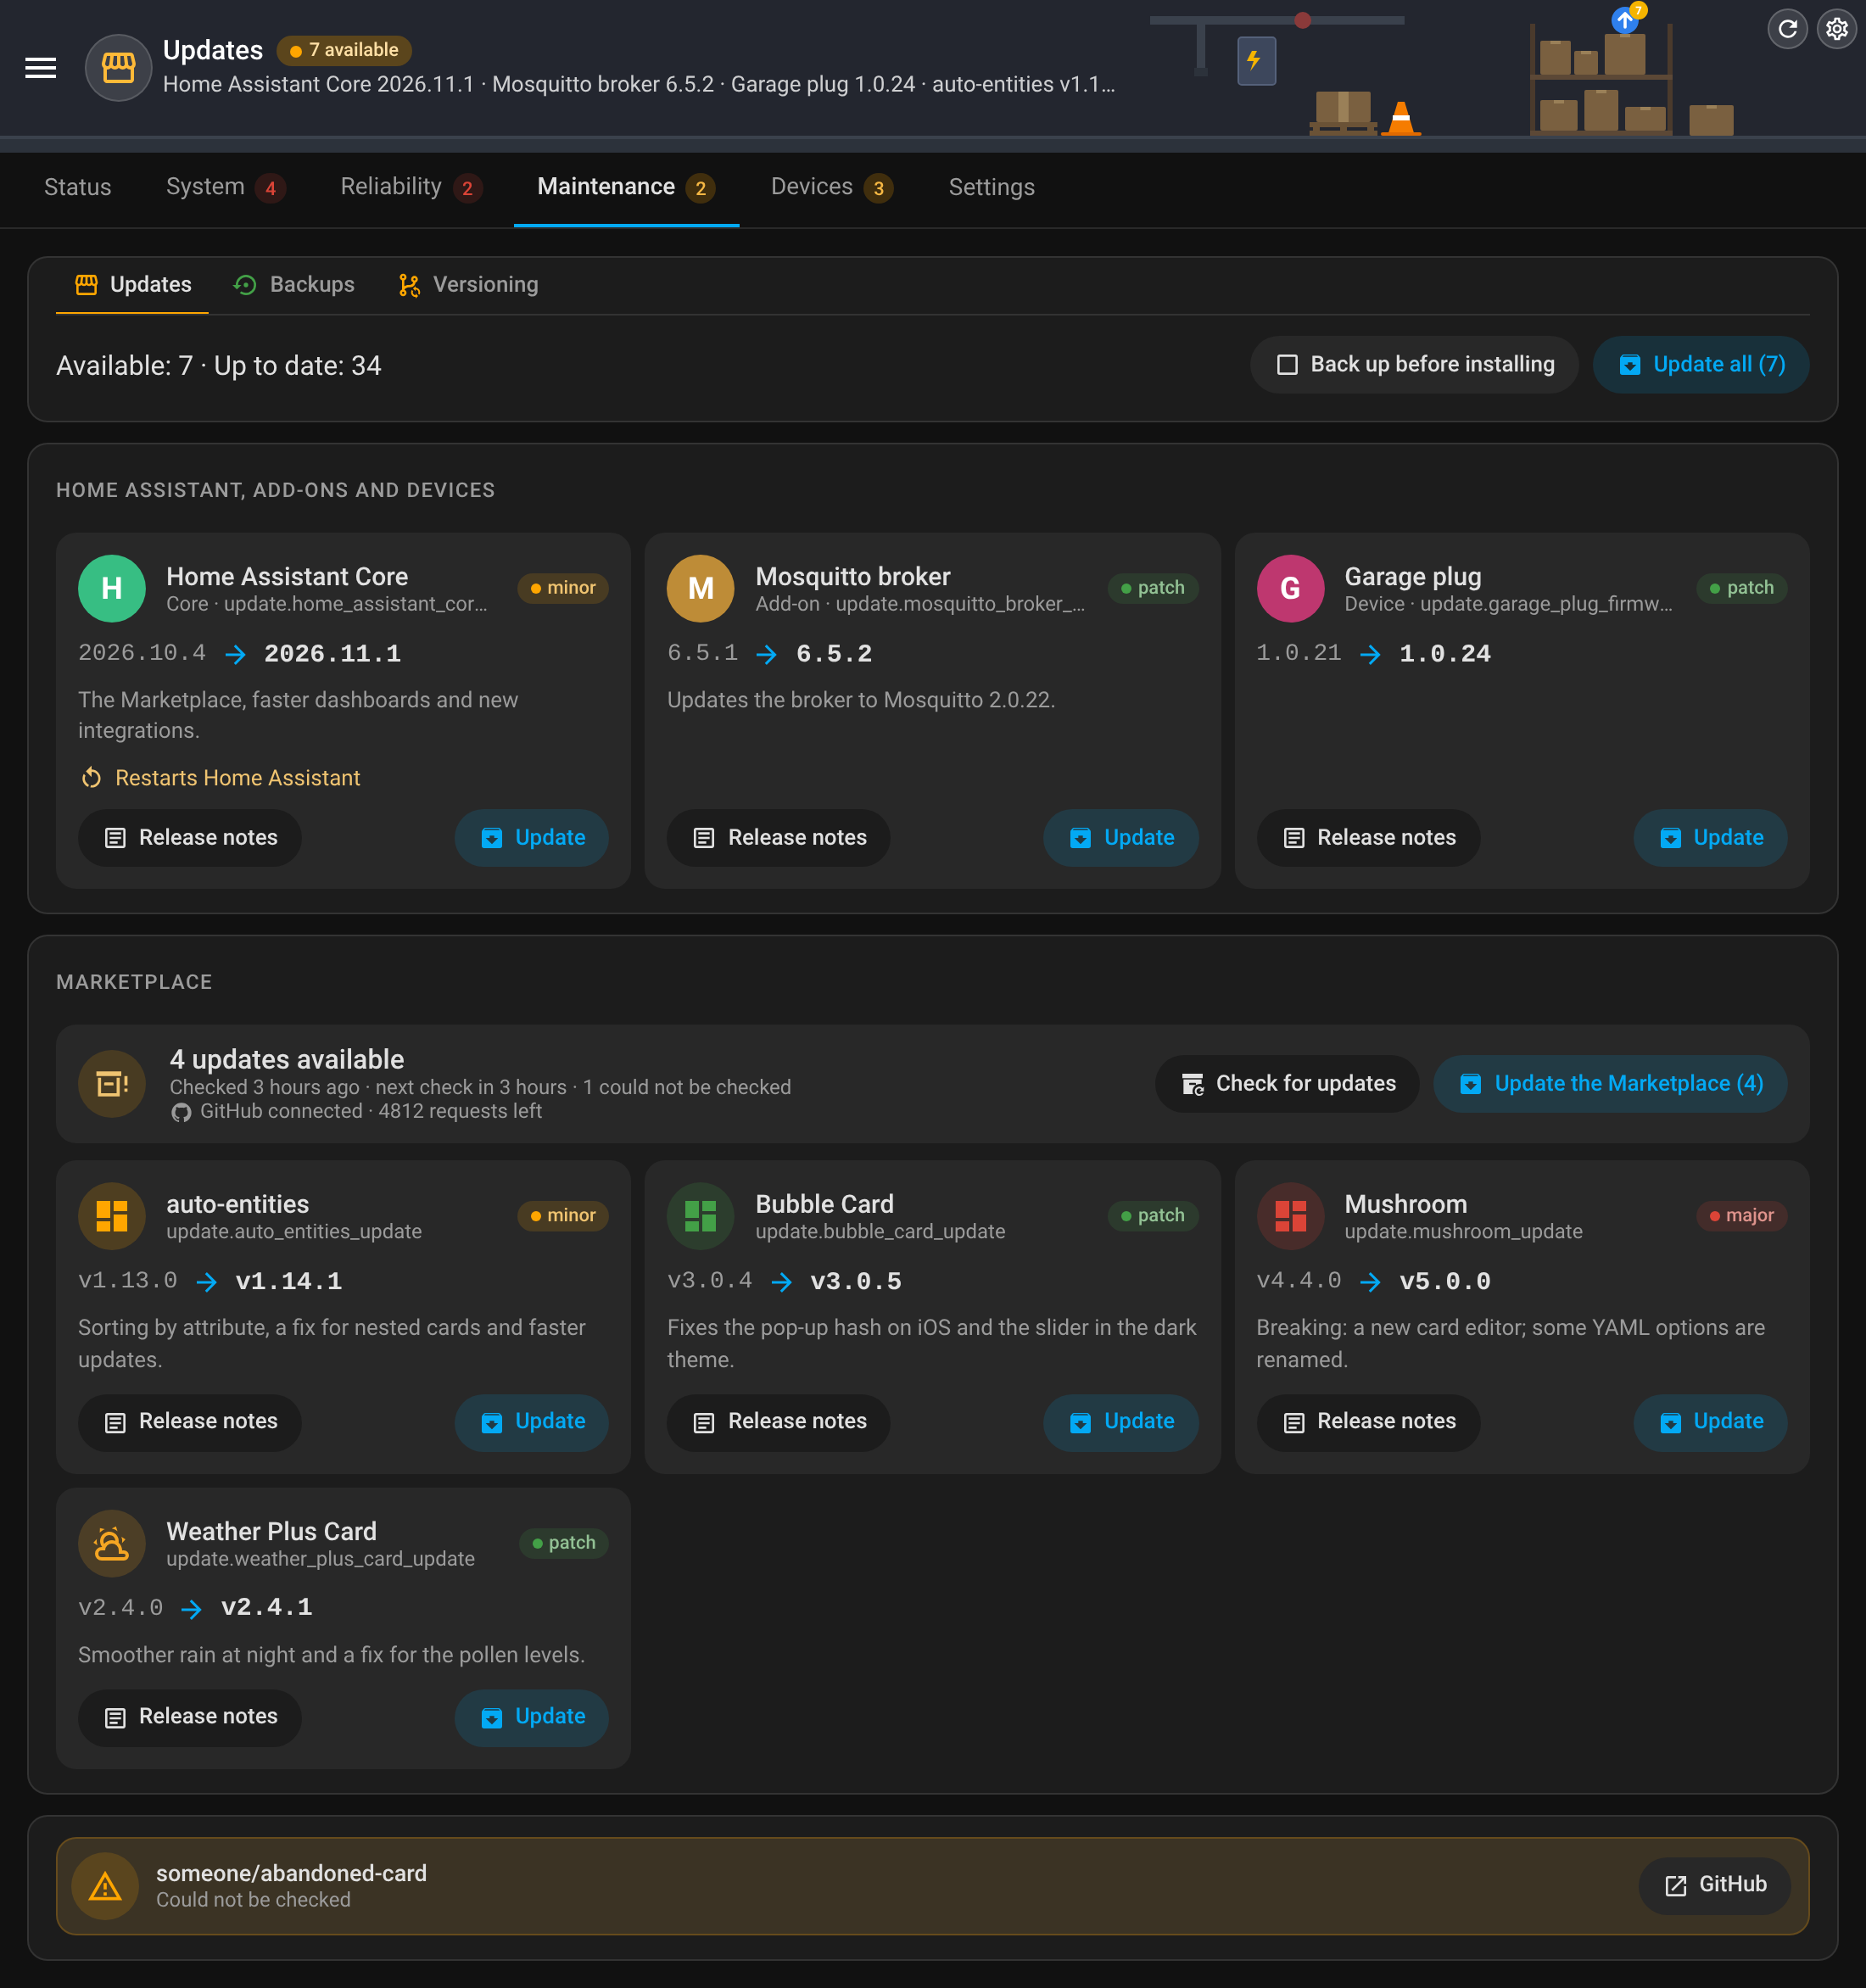 Updates
7 available
Home Assistant Core 2026.11.1 · Mosquitto broker 6.5.2 · Garage plug 1.0.24 · auto-entities v1.1…
7
Status
System 4
Reliability 2
Maintenance 2
Devices 3
Settings
Updates
Backups
Versioning
Available: 7 · Up to date: 34
Back up before installing
Update all (7)
HOME ASSISTANT, ADD-ONS AND DEVICES
H
Home Assistant Core
Core · update.home_assistant_cor…
minor
2026.10.4 → 2026.11.1
The Marketplace, faster dashboards and new
integrations.
Restarts Home Assistant
Release notes
Update
M
Mosquitto broker
Add-on · update.mosquitto_broker_…
patch
6.5.1 → 6.5.2
Updates the broker to Mosquitto 2.0.22.
Release notes
Update
G
Garage plug
Device · update.garage_plug_firmw…
patch
1.0.21 → 1.0.24
Release notes
Update
MARKETPLACE
4 updates available
Checked 3 hours ago · next check in 3 hours · 1 could not be checked
GitHub connected · 4812 requests left
Check for updates
Update the Marketplace (4)
auto-entities
update.auto_entities_update
minor
v1.13.0 → v1.14.1
Sorting by attribute, a fix for nested cards and faster
updates.
Release notes
Update
Bubble Card
update.bubble_card_update
patch
v3.0.4 → v3.0.5
Fixes the pop-up hash on iOS and the slider in the dark
theme.
Release notes
Update
Mushroom
update.mushroom_update
major
v4.4.0 → v5.0.0
Breaking: a new card editor; some YAML options are
renamed.
Release notes
Update
Weather Plus Card
update.weather_plus_card_update
patch
v2.4.0 → v2.4.1
Smoother rain at night and a fix for the pollen levels.
Release notes
Update
someone/abandoned-card
Could not be checked
GitHub